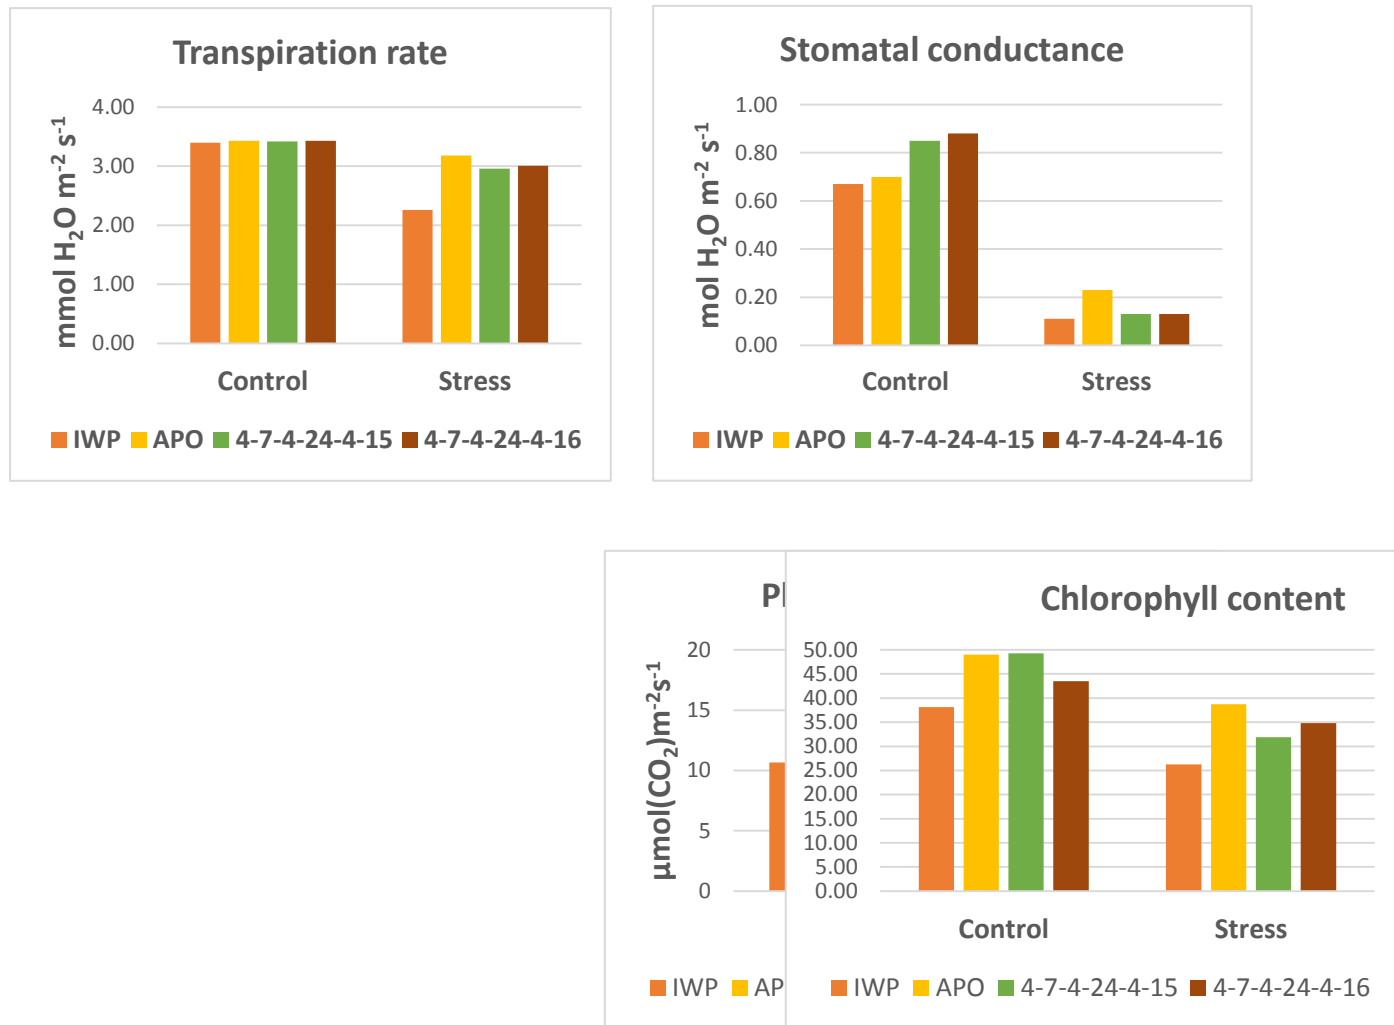 Transpiration rate
4.00
3.00
2.00
1.00
0.00
mmol H₂O m⁻² s⁻¹
Control Stress
IWP APO 4-7-4-24-4-15 4-7-4-24-4-16
Stomatal conductance
1.00
0.80
0.60
0.40
0.20
0.00
mol H₂O m⁻² s⁻¹
Control Stress
IWP APO 4-7-4-24-4-15 4-7-4-24-4-16
20
15
10
5
0
µmol(CO₂)m⁻²s⁻¹
IWP AP
Chlorophyll content
50.00
45.00
40.00
35.00
30.00
25.00
20.00
15.00
10.00
5.00
0.00
Control Stress
IWP APO 4-7-4-24-4-15 4-7-4-24-4-16